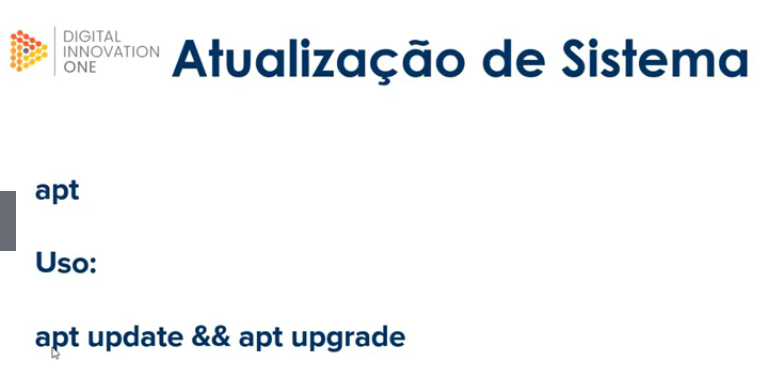 DIGITAL
INNOVATION
ONE
Atualização de Sistema
apt
Uso:
apt update && apt upgrade